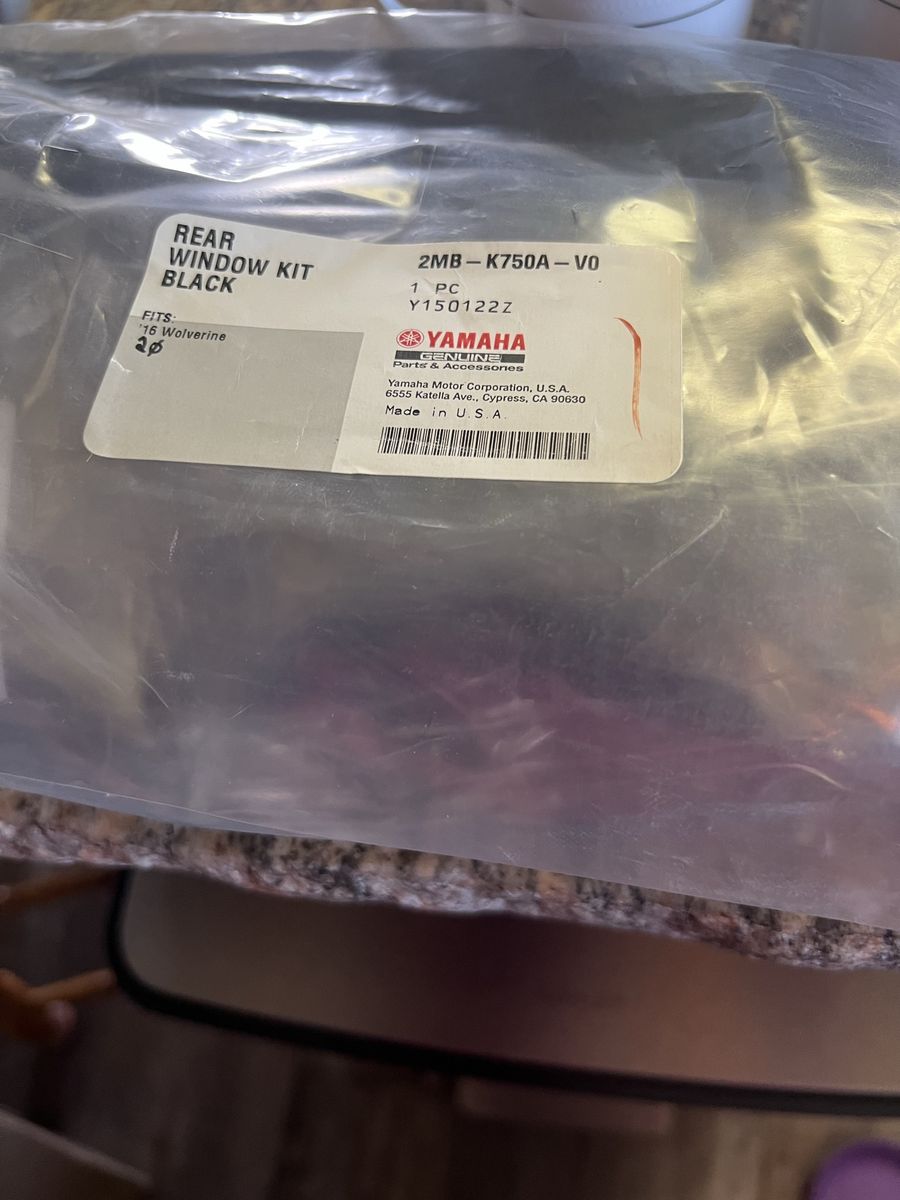 REAR
WINDOW KIT
BLACK
FITS:
'16 Wolverine
20
2MB-K750A-V0
1 PC
Y150122Z
YAMAHA
GENUINE
Parts & Accessories
Yamaha Motor Corporation, U.S.A.
6555 Katella Ave., Cypress, CA 90630
Made in U.S.A.